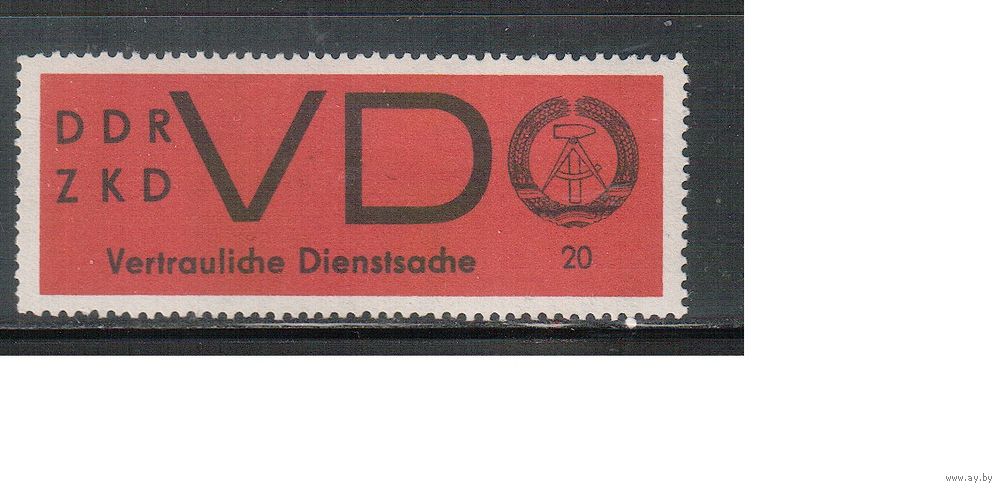 DDR VD
ZKD
Vertrauliche Dienstsache 20
www.ay.by